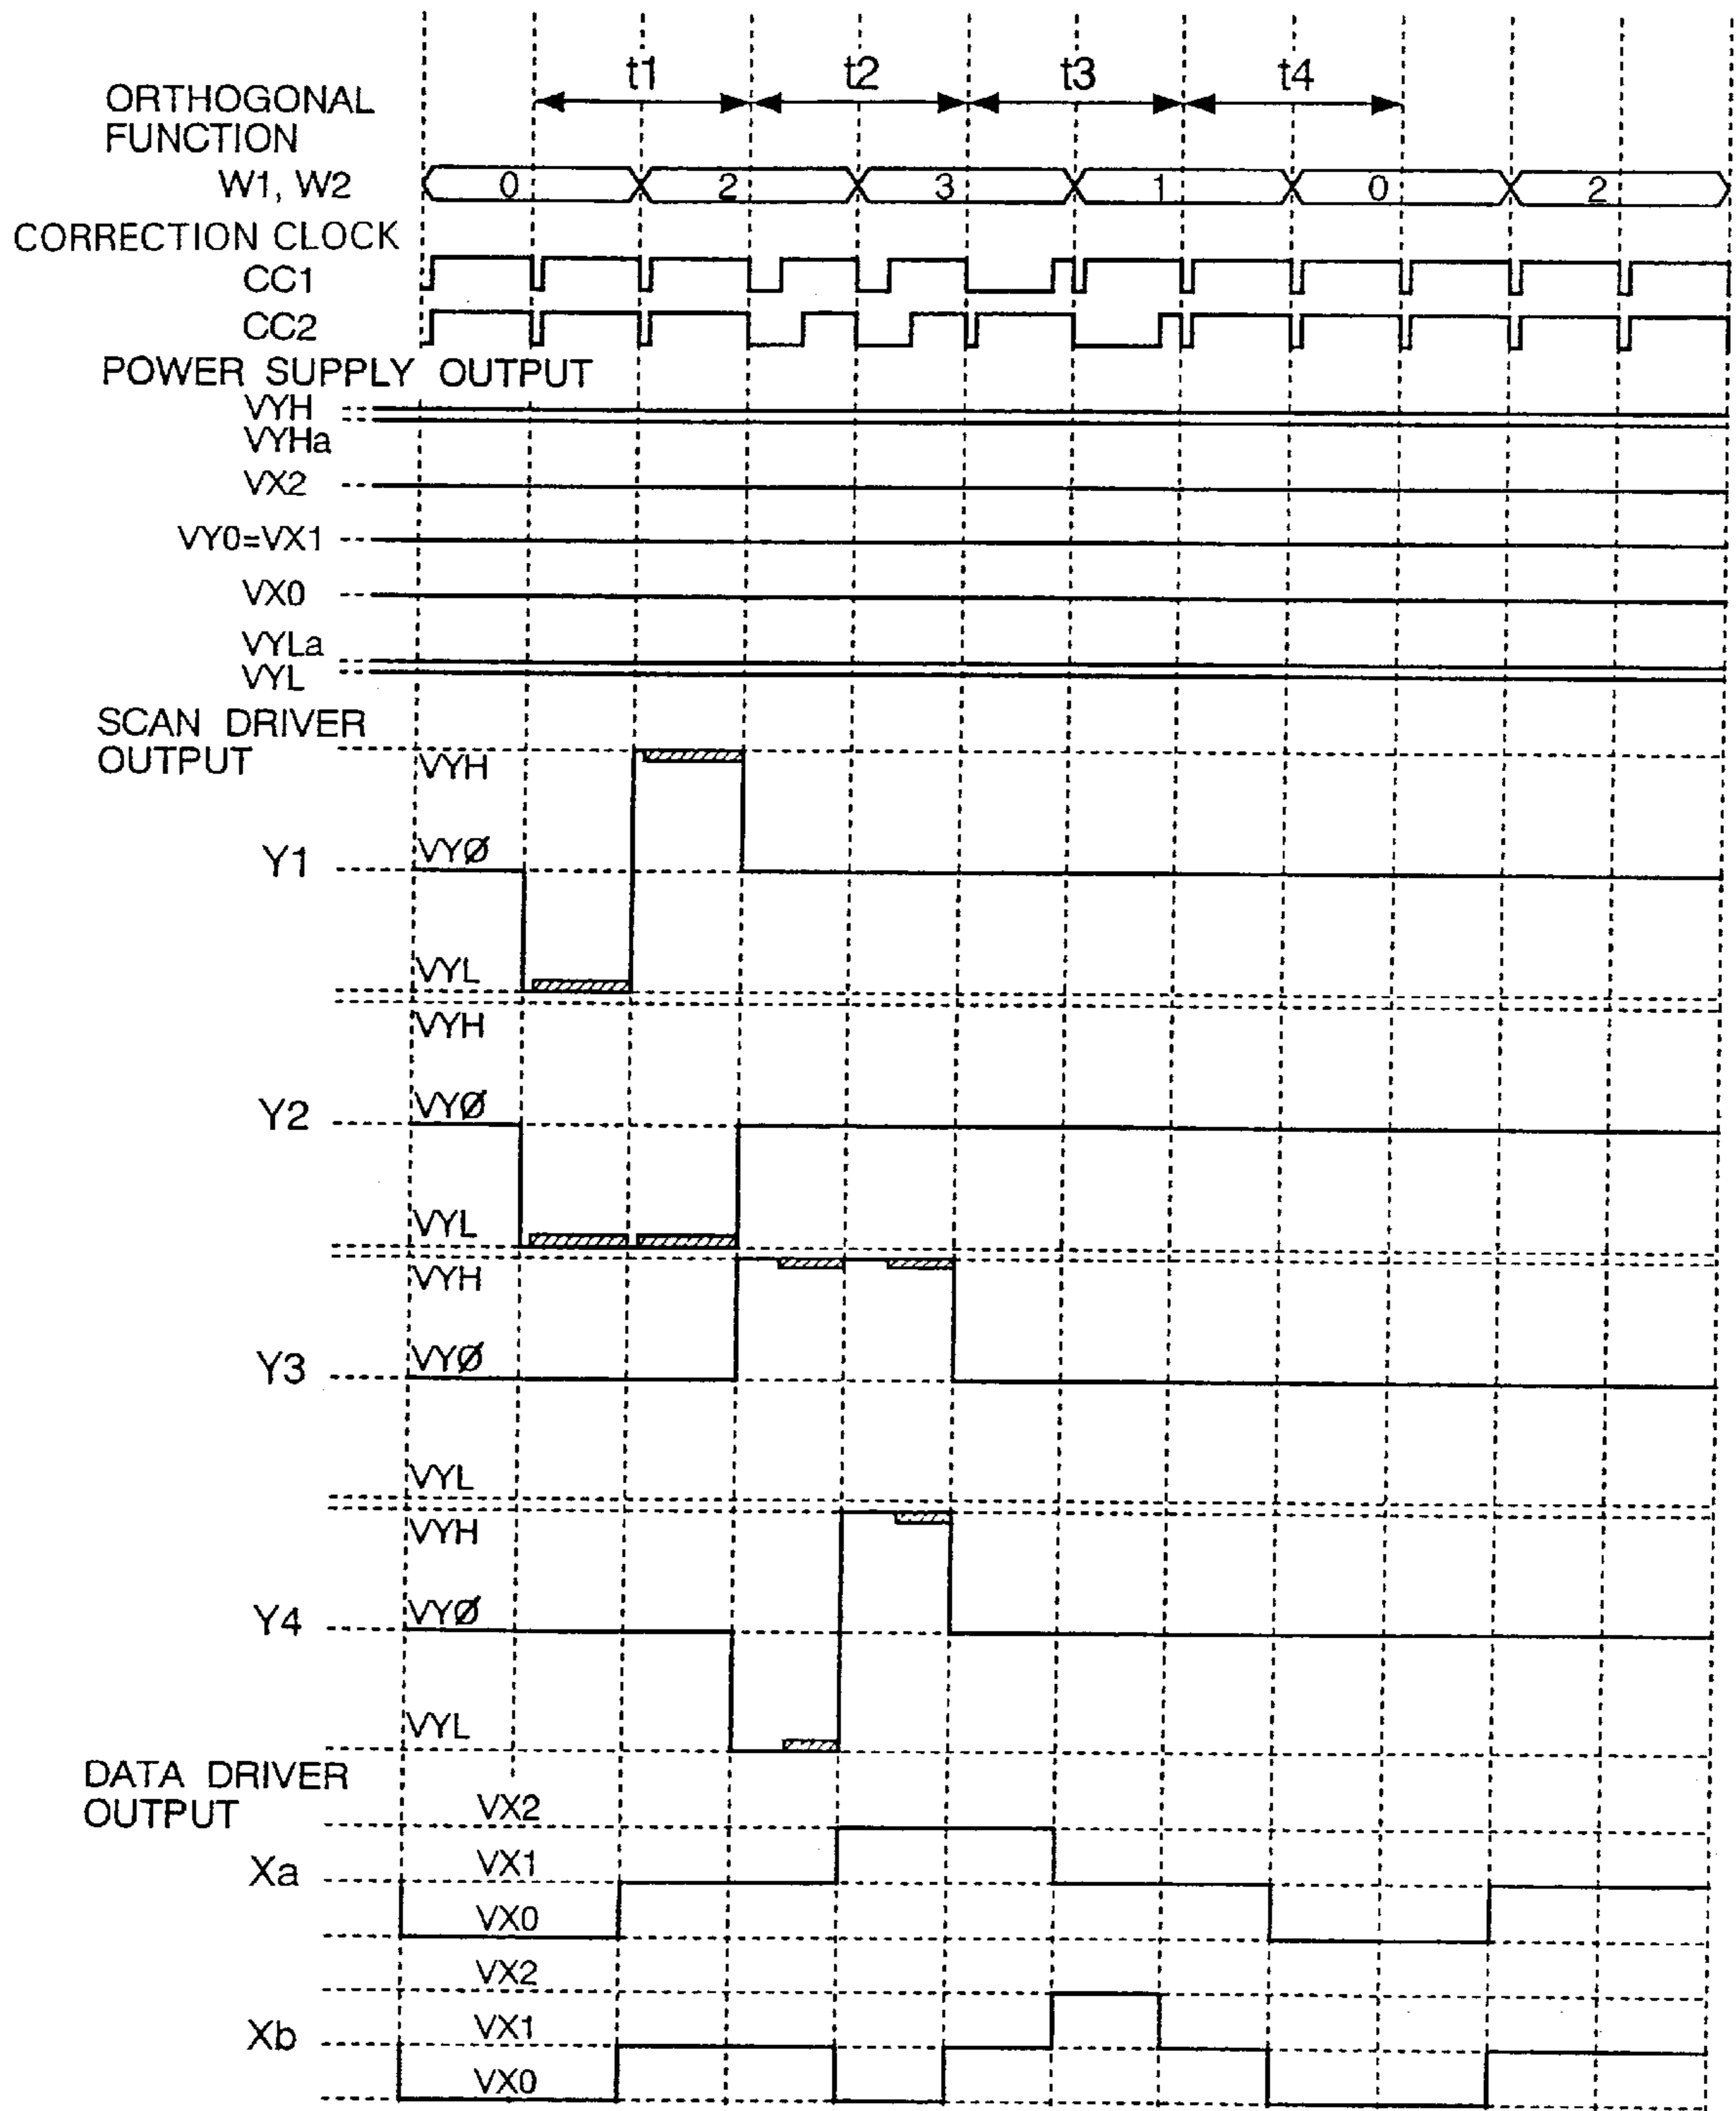 t1 t2 t3 t4
ORTHOGONAL
FUNCTION
W1, W2 0 2 3 1 0 2
CORRECTION CLOCK
CC1
CC2
POWER SUPPLY OUTPUT
VYH
VYHa
VX2
VY0=VX1
VX0
VYLa
VYL
SCAN DRIVER
OUTPUT
VYH
Y1 VYØ
VYL
VYH
Y2 VYØ
VYL
VYH
Y3 VYØ
VYL
VYH
Y4 VYØ
VYL
DATA DRIVER
OUTPUT
VX2
Xa VX1
VX0
VX2
Xb VX1
VX0